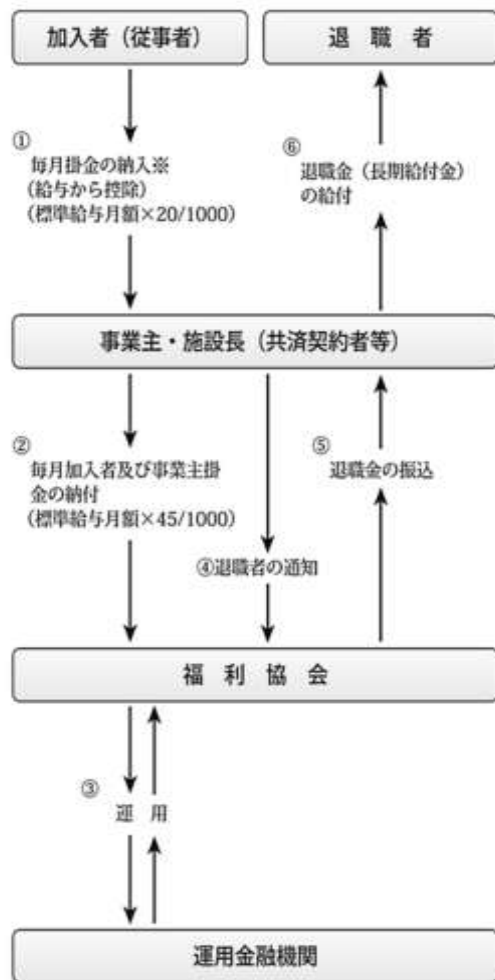 加入者（従事者）
退　職　者
①
毎月掛金の納入※
(給与から控除)
(標準給与月額×20/1000)
⑥
退職金（長期給付金）
の給付
事業主・施設長（共済契約者等）
②
毎月加入者及び事業主掛
金の納付
(標準給与月額×45/1000)
⑤
退職金の振込
④退職者の通知
福　利　協　会
③
運　用
運用金融機関